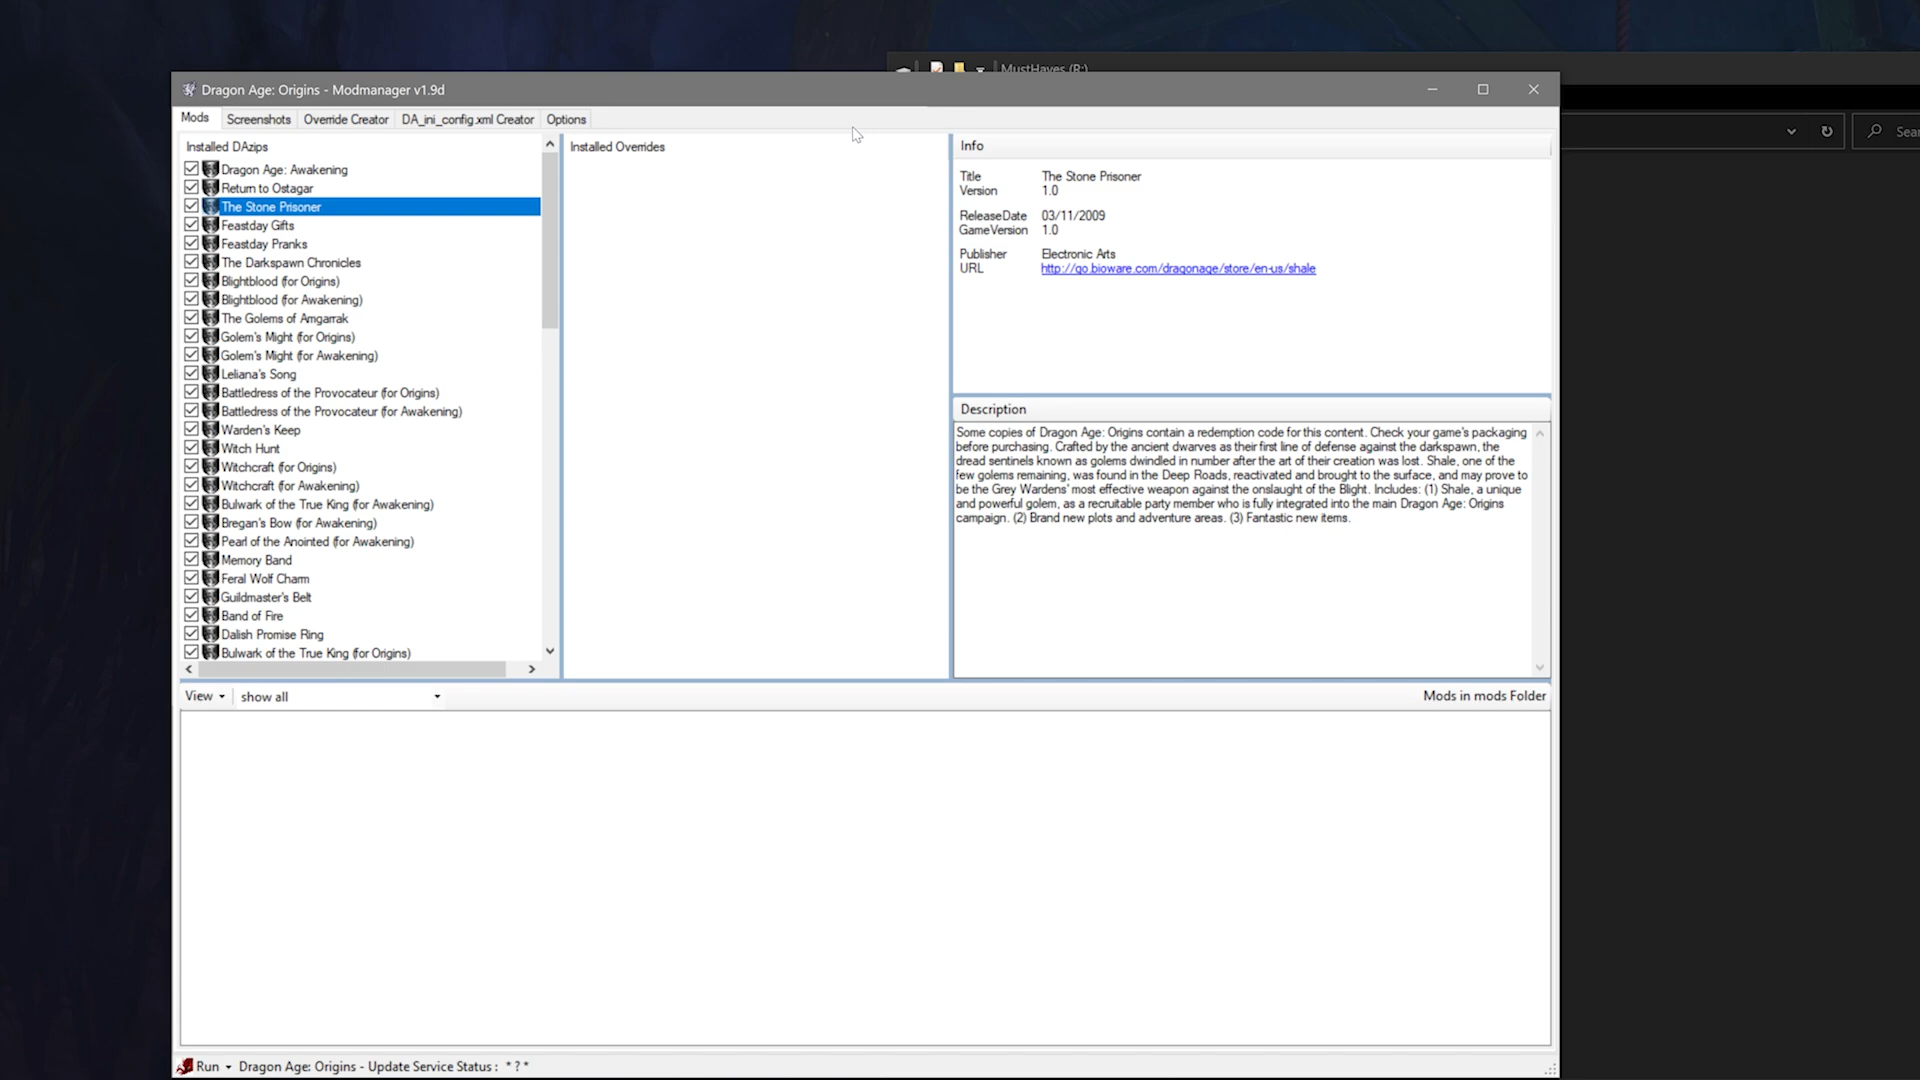 MustHaves (R:)
Dragon Age: Origins - Modmanager v1.9d
Mods Screenshots Override Creator DA_ini_config.xml Creator Options
Sear
Installed DAzips
Dragon Age: Awakening
Return to Ostagar
The Stone Prisoner
Feastday Gifts
Feastday Pranks
The Darkspawn Chronicles
Blightblood (for Origins)
Blightblood (for Awakening)
The Golems of Amgarrak
Golem's Might (for Origins)
Golem's Might (for Awakening)
Leliana's Song
Battledress of the Provocateur (for Origins)
Battledress of the Provocateur (for Awakening)
Warden's Keep
Witch Hunt
Witchcraft (for Origins)
Witchcraft (for Awakening)
Bulwark of the True King (for Awakening)
Bregan's Bow (for Awakening)
Pearl of the Anointed (for Awakening)
Memory Band
Feral Wolf Charm
Guildmaster's Belt
Band of Fire
Dalish Promise Ring
Bulwark of the True King (for Origins)
Installed Overrides
Info
Title The Stone Prisoner
Version 1.0
ReleaseDate 03/11/2009
GameVersion 1.0
Publisher Electronic Arts
URL http://go.bioware.com/dragonage/store/en-us/shale
Description
Some copies of Dragon Age: Origins contain a redemption code for this content. Check your game's packaging
before purchasing. Crafted by the ancient dwarves as their first line of defense against the darkspawn, the
dread sentinels known as golems dwindled in number after the art of their creation was lost. Shale, one of the
few golems remaining, was found in the Deep Roads, reactivated and brought to the surface, and may prove to
be the Grey Wardens' most effective weapon against the onslaught of the Blight. Includes: (1) Shale, a unique
and powerful golem, as a recruitable party member who is fully integrated into the main Dragon Age: Origins
campaign. (2) Brand new plots and adventure areas. (3) Fantastic new items.
View show all Mods in mods Folder
Run Dragon Age: Origins - Update Service Status : * ? *